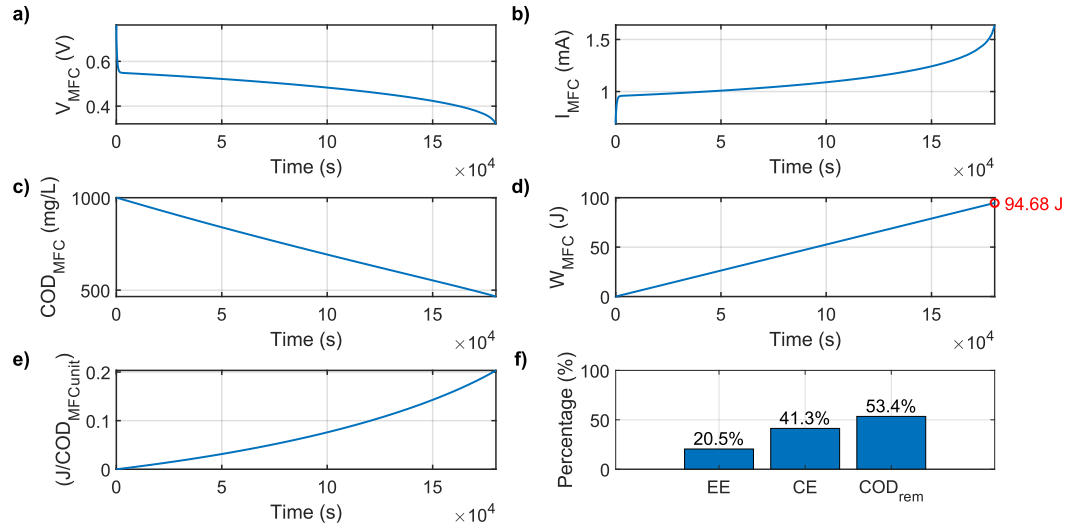 a)
V_MFC (V)
0.6
0.4
0 5 10 15
Time (s)
×10^4
b)
I_MFC (mA)
1.5
1
0 5 10 15
Time (s)
×10^4
c)
COD_MFC (mg/L)
1000
500
0 5 10 15
Time (s)
×10^4
d)
W_MFC (J)
100
50
0
94.68 J
0 5 10 15
Time (s)
×10^4
e)
(J/COD_MFCunit)
0.2
0.1
0
0 5 10 15
Time (s)
×10^4
f)
Percentage (%)
100
50
0
20.5% 41.3% 53.4%
EE CE COD_rem